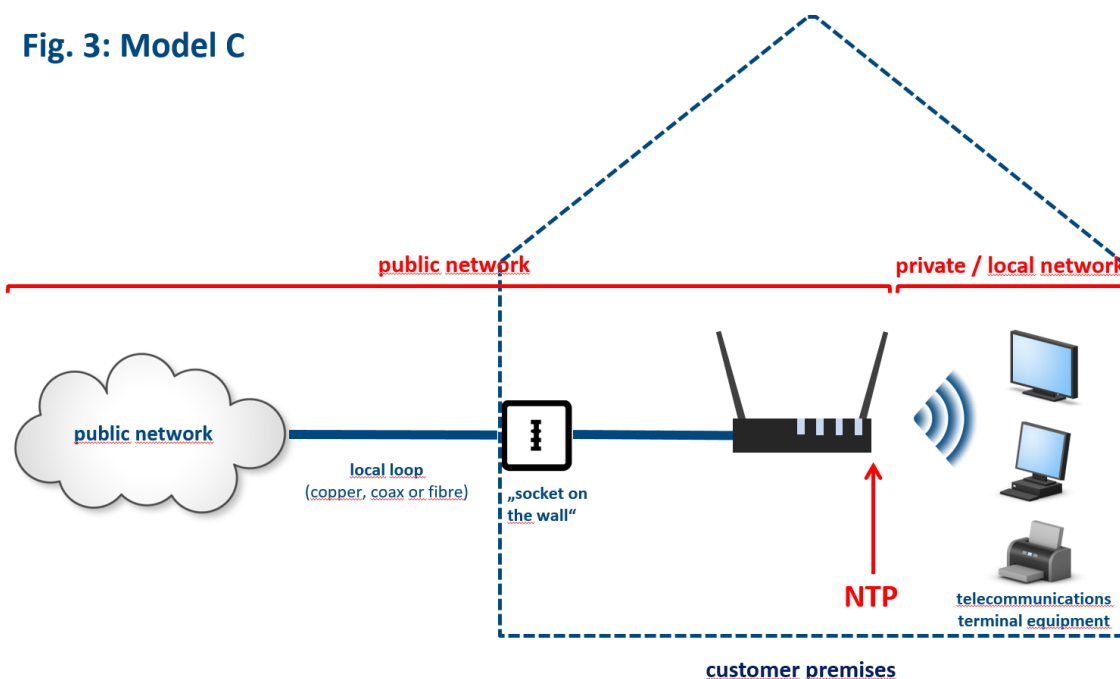 Fig. 3: Model C
public network
private / local network
public network
local loop
(copper, coax or fibre)
„socket on
the wall“
NTP
telecommunications
terminal equipment
customer premises